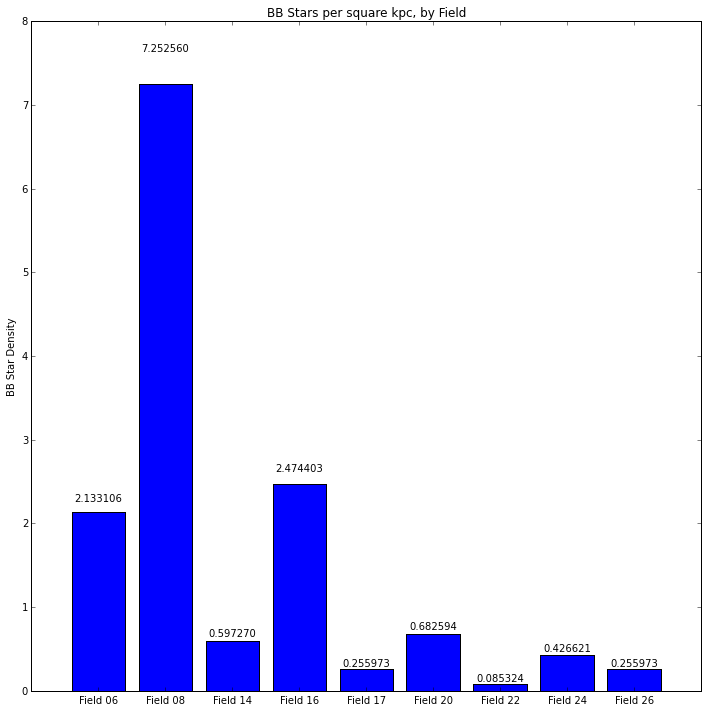 BB Stars per square kpc, by Field
8
7
6
5
4
3
2
1
0
BB Star Density
2.133106
7.252560
0.597270
2.474403
0.255973
0.682594
0.085324
0.426621
0.255973
Field 06
Field 08
Field 14
Field 16
Field 17
Field 20
Field 22
Field 24
Field 26